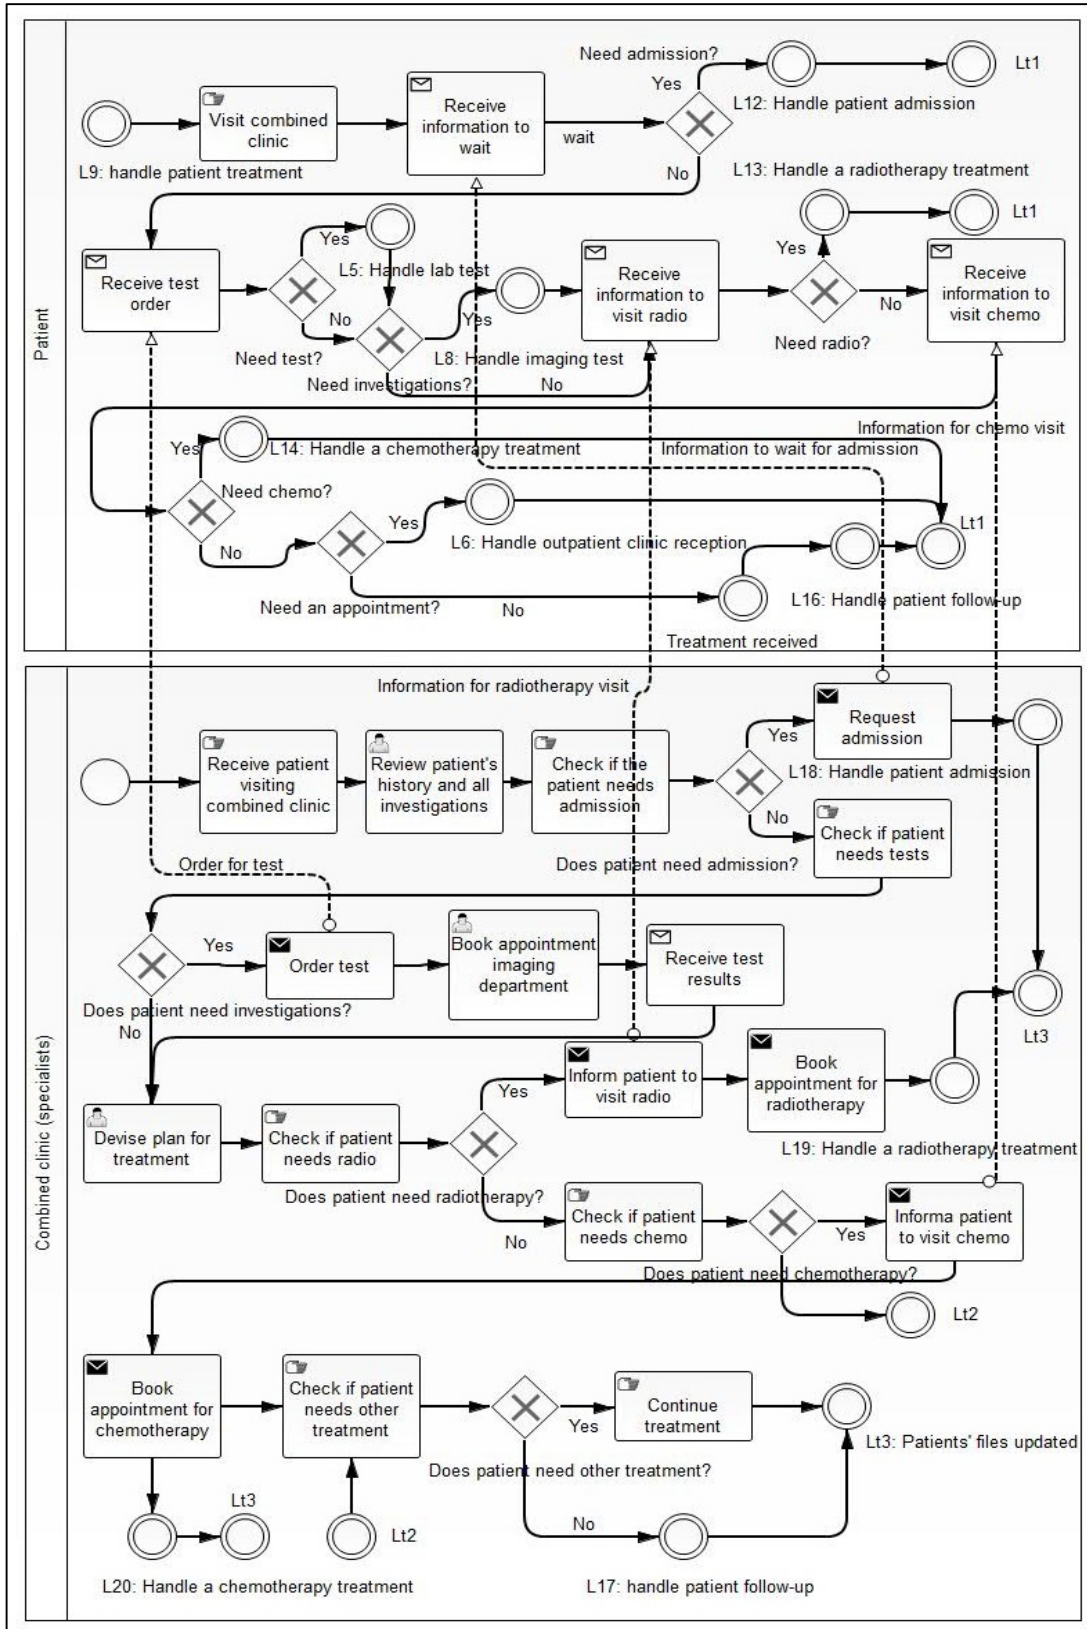 Patient
Need admission?
Yes
Lt1
L12: Handle patient admission
Visit combined
clinic
Receive
information to
wait
wait
No
L9: handle patient treatment
L13: Handle a radiotherapy treatment
Lt1
Receive test
order
Yes
L5: Handle lab test
No
Need test?
Yes
L8: Handle imaging test
Need investigations?
No
Receive
information to
visit radio
Yes
No
Need radio?
Receive
information to
visit chemo
Information for chemo visit
Yes
L14: Handle a chemotherapy treatment
Information to wait for admission
Need chemo?
No
Yes
L6: Handle outpatient clinic reception
Lt1
Need an appointment?
No
L16: Handle patient follow-up
Treatment received
Combined clinic (specialists)
Information for radiotherapy visit
Receive patient
visiting
combined clinic
Review patient's
history and all
investigations
Check if the
patient needs
admission
Yes
Request
admission
L18: Handle patient admission
No
Check if patient
needs tests
Does patient need admission?
Order for test
Yes
Order test
Book appointment
imaging
department
Receive test
results
Does patient need investigations?
No
Lt3
Devise plan for
treatment
Check if patient
needs radio
Yes
Inform patient to
visit radio
Book
appointment for
radiotherapy
L19: Handle a radiotherapy treatment
Does patient need radiotherapy?
No
Check if patient
needs chemo
Yes
Informa patient
to visit chemo
Does patient need chemotherapy?
Lt2
Book
appointment for
chemotherapy
Check if patient
needs other
treatment
Yes
Continue
treatment
Lt3: Patients' files updated
Does patient need other treatment?
Lt3
Lt2
No
L20: Handle a chemotherapy treatment
L17: handle patient follow-up